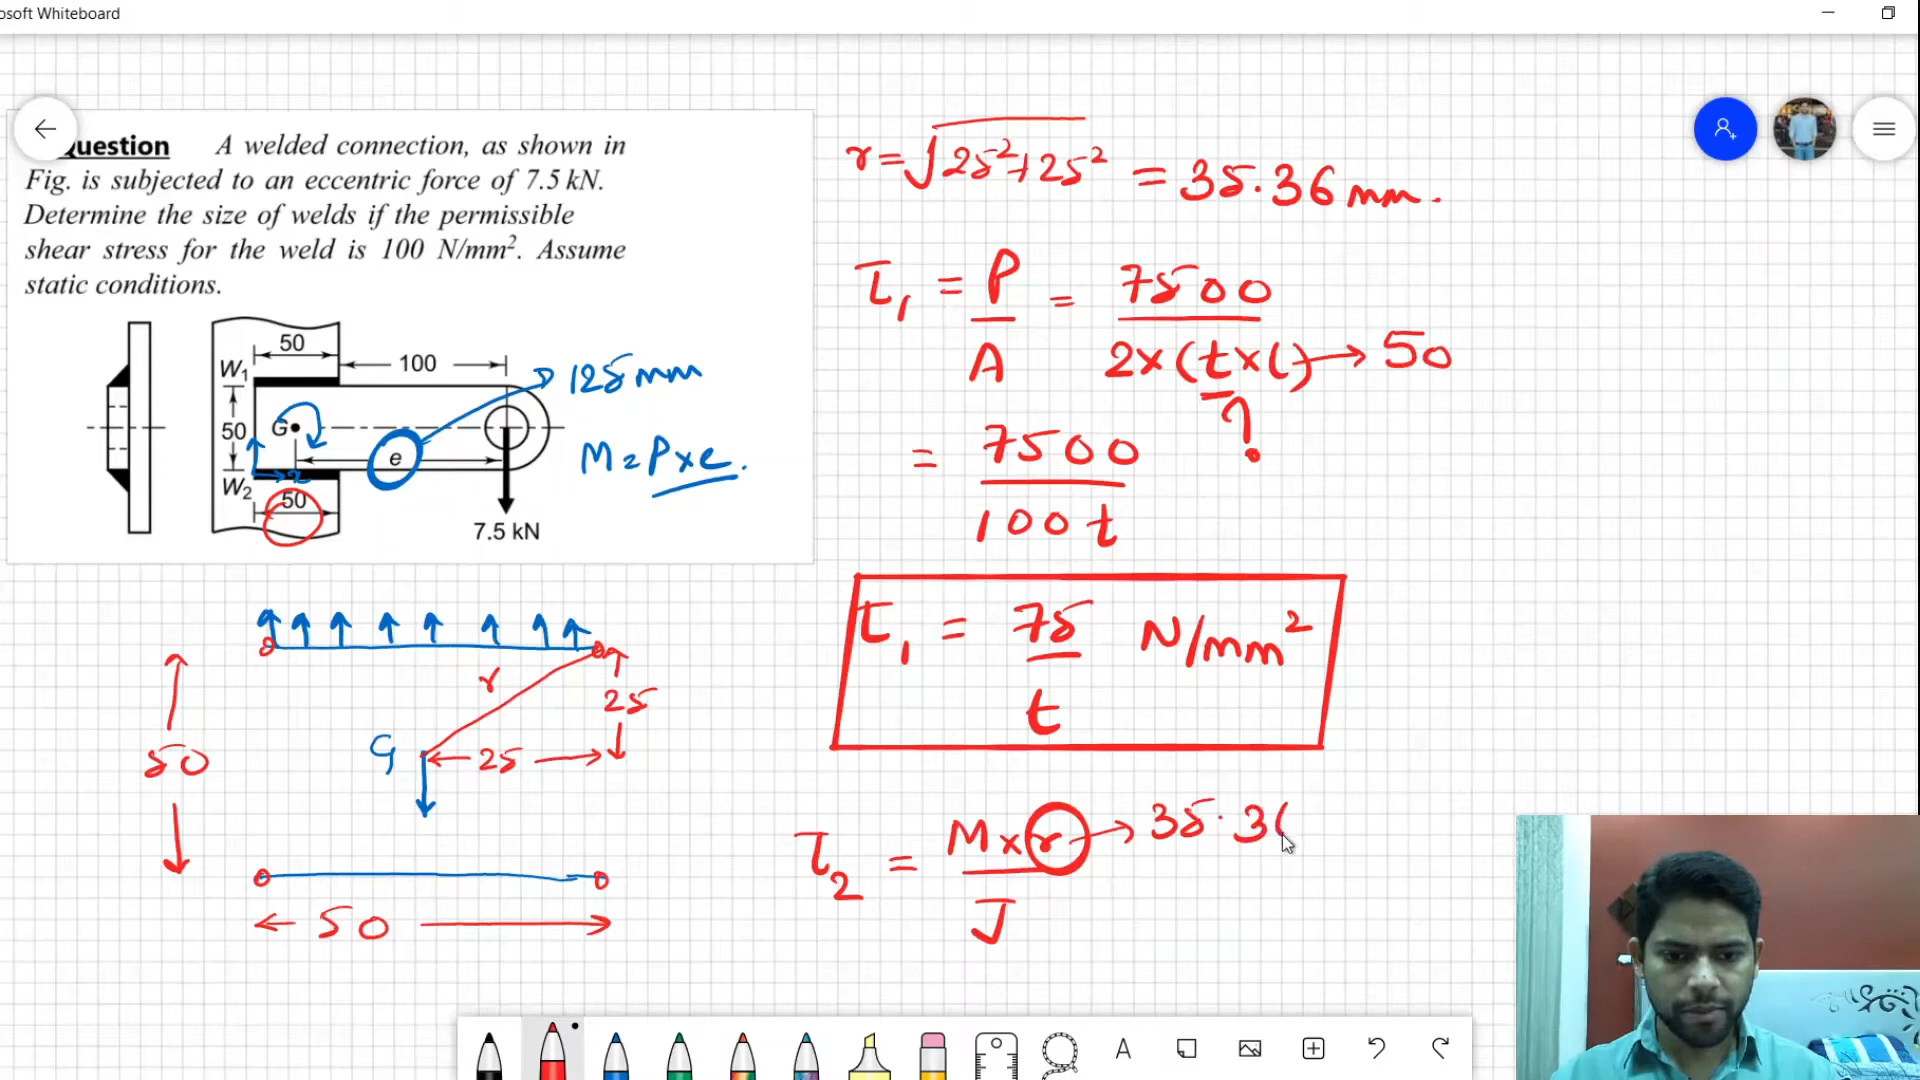 osoft Whiteboard
Question A welded connection, as shown in
Fig. is subjected to an eccentric force of 7.5 kN.
Determine the size of welds if the permissible
shear stress for the weld is 100 N/mm². Assume
static conditions.
50
100
W₁
50
G
e
W₂
50
7.5 kN
125 mm
M = P×e.
r = √25²+25² = 35.36 mm.
τ₁ = P/A = 7500/2×(t×l) → 50
?
= 7500/100 t
τ₁ = 75/t N/mm²
r
25
G
25
50
50
τ₂ = M×r/J → 35.36
A